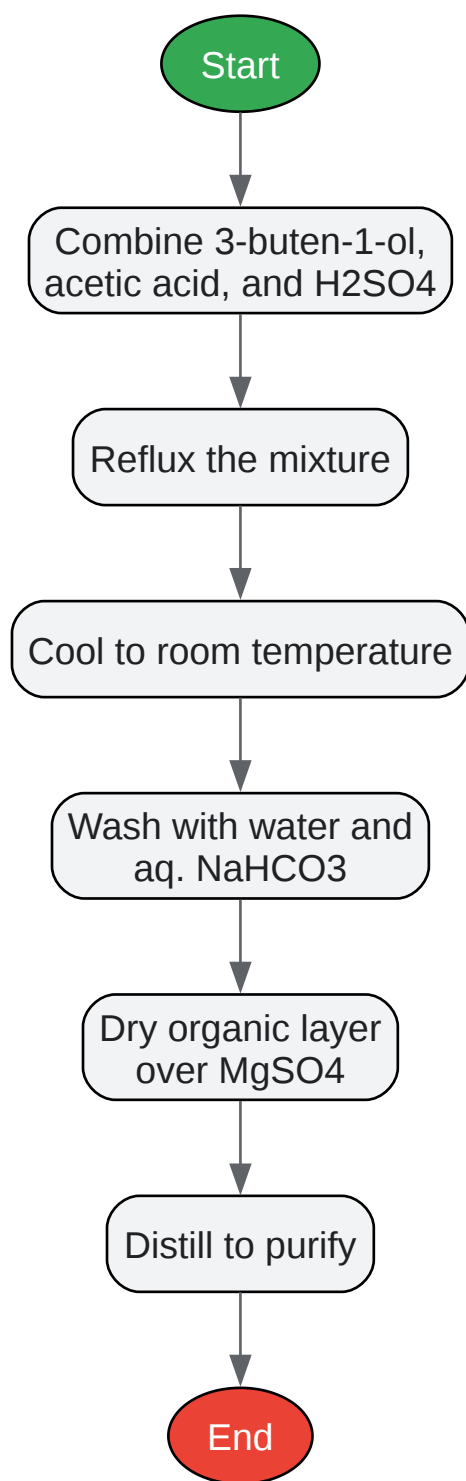 Start
Combine 3-buten-1-ol,
acetic acid, and H2SO4
Reflux the mixture
Cool to room temperature
Wash with water and
aq. NaHCO3
Dry organic layer
over MgSO4
Distill to purify
End